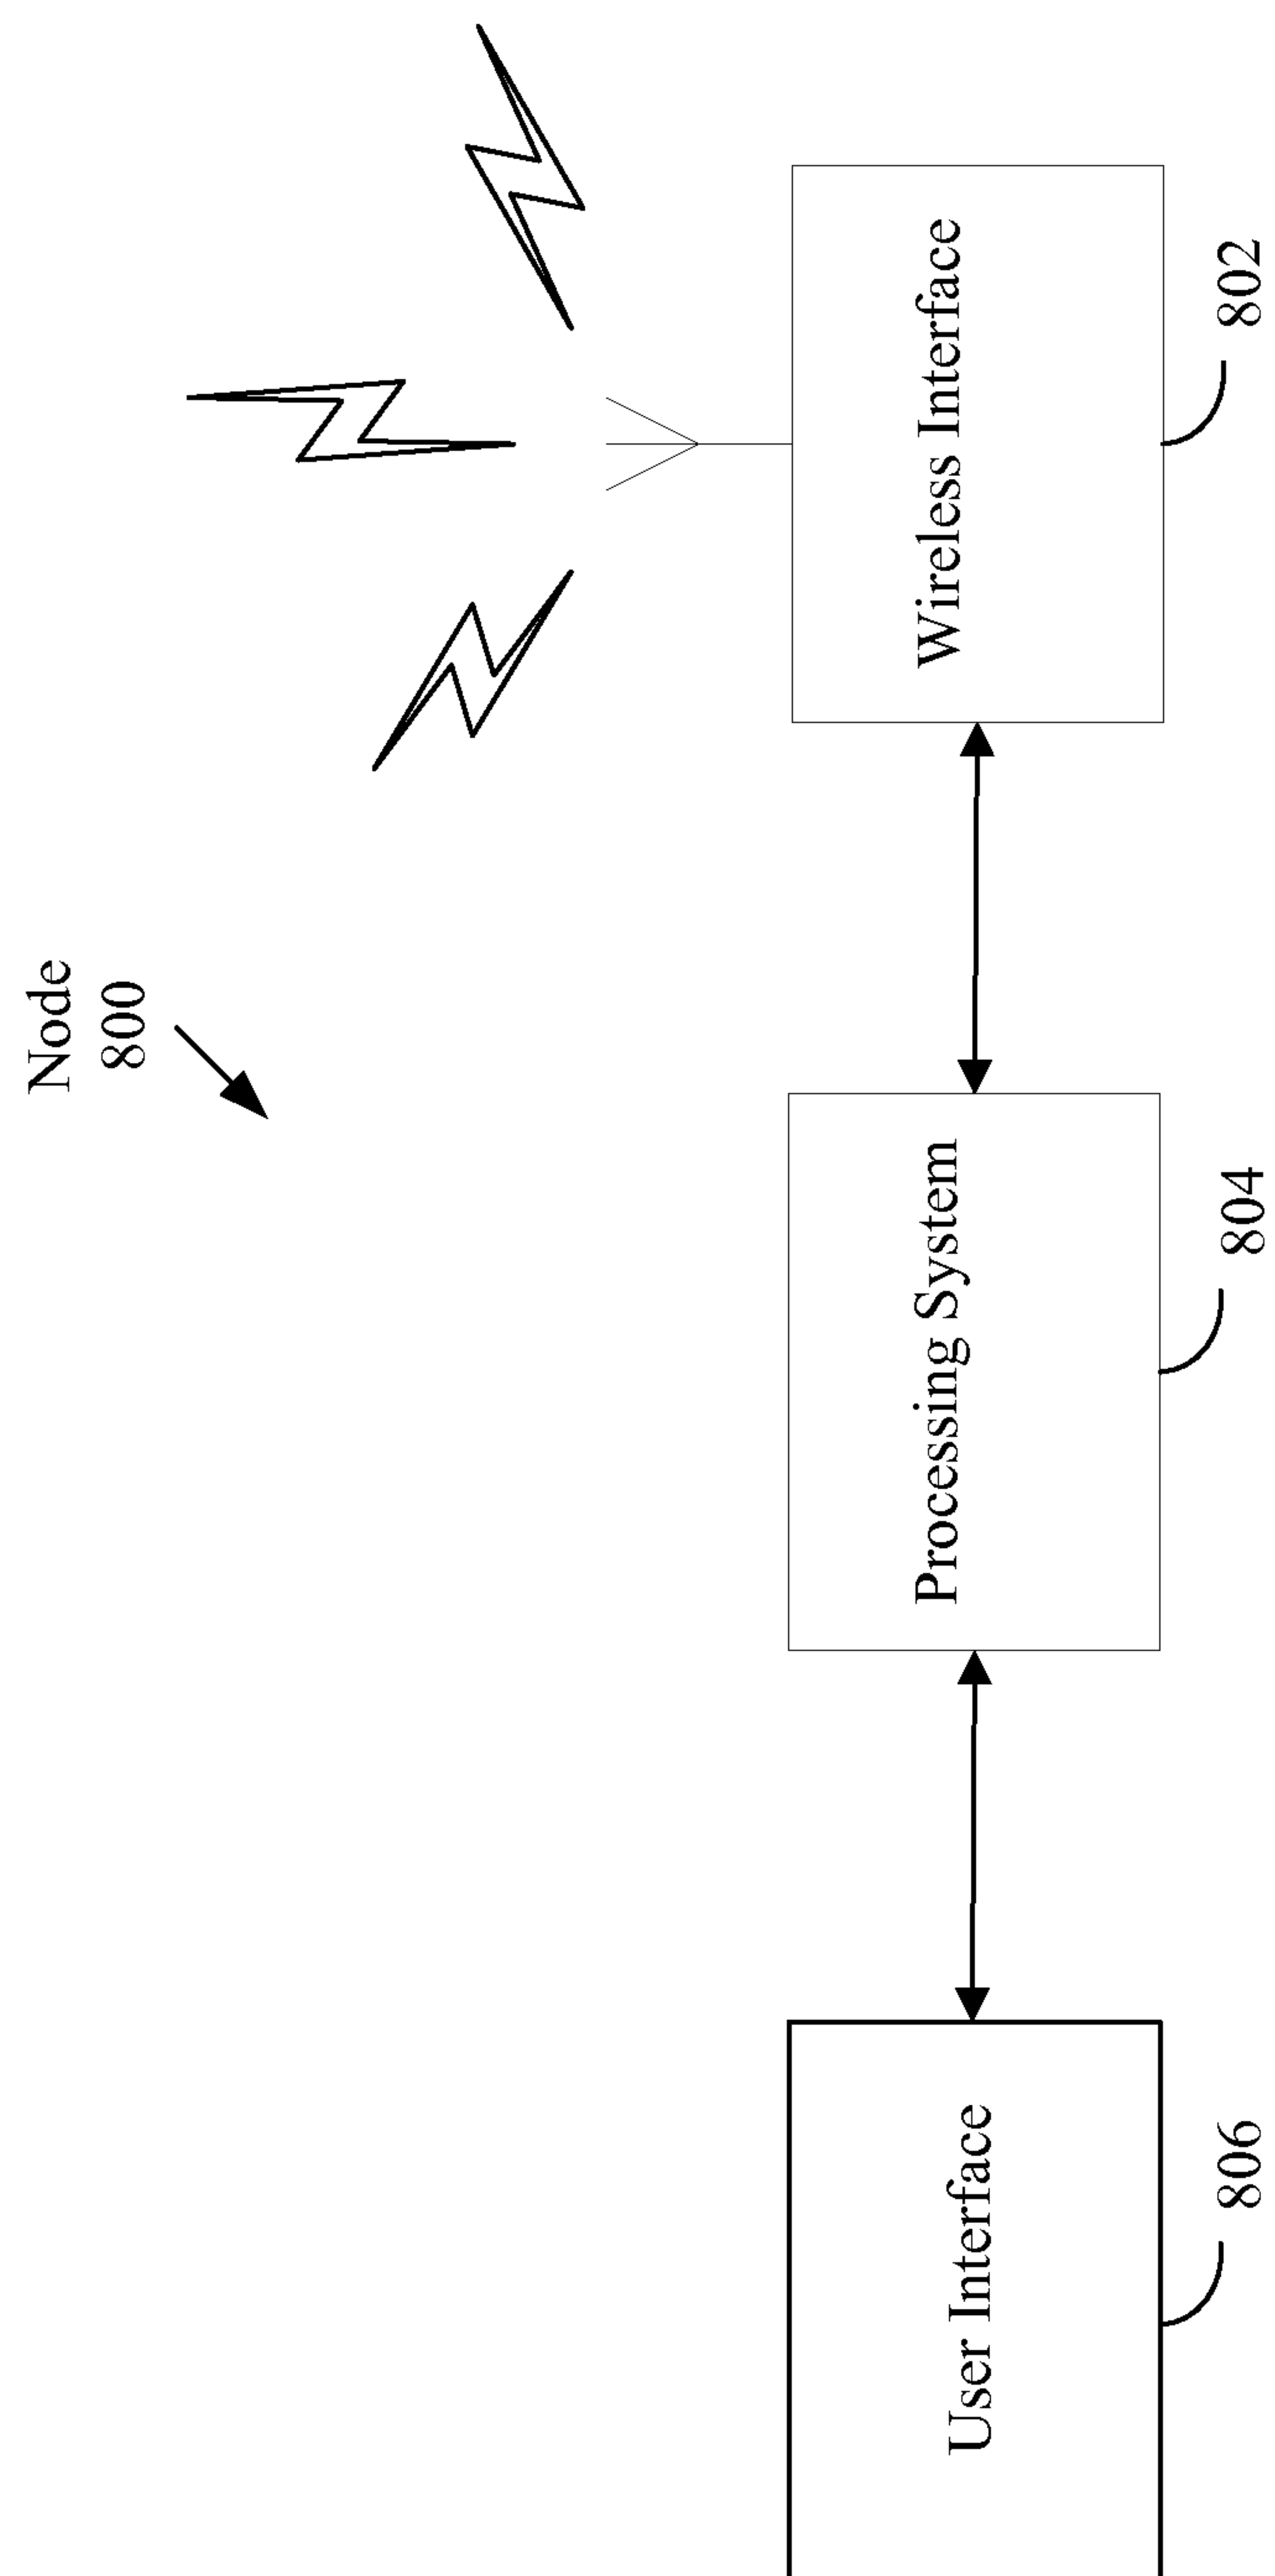 Node
800
User Interface
Processing System
Wireless Interface
806
804
802